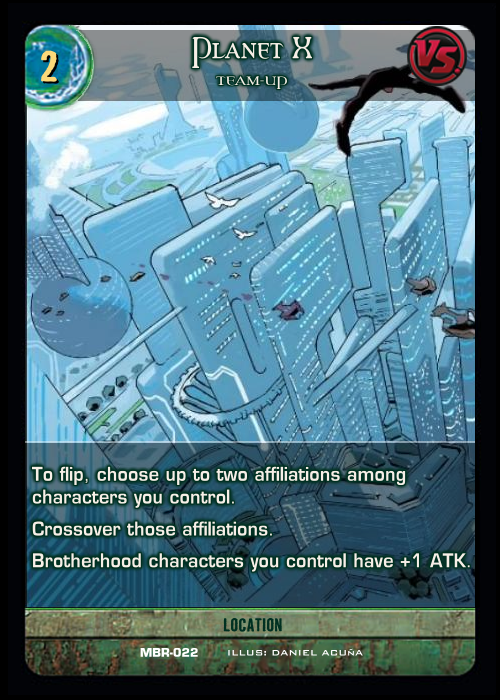 2
Planet X
VS.
TEAM-UP
To flip, choose up to two affiliations among
characters you control.
Crossover those affiliations.
Brotherhood characters you control have +1 ATK.
LOCATION
MBR-022 ILLUS: DANIEL ACUÑA